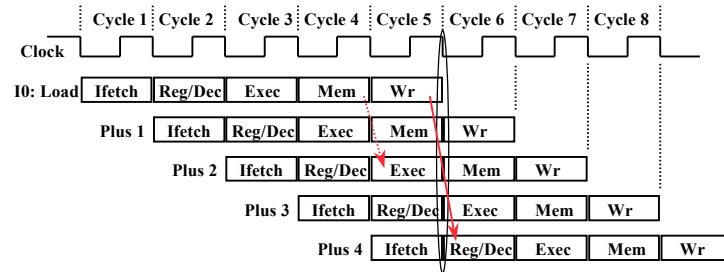 Cycle 1 Cycle 2 Cycle 3 Cycle 4 Cycle 5 Cycle 6 Cycle 7 Cycle 8
Clock
I0: Load Ifetch Reg/Dec Exec Mem Wr
Plus 1 Ifetch Reg/Dec Exec Mem Wr
Plus 2 Ifetch Reg/Dec Exec Mem Wr
Plus 3 Ifetch Reg/Dec Exec Mem Wr
Plus 4 Ifetch Reg/Dec Exec Mem Wr